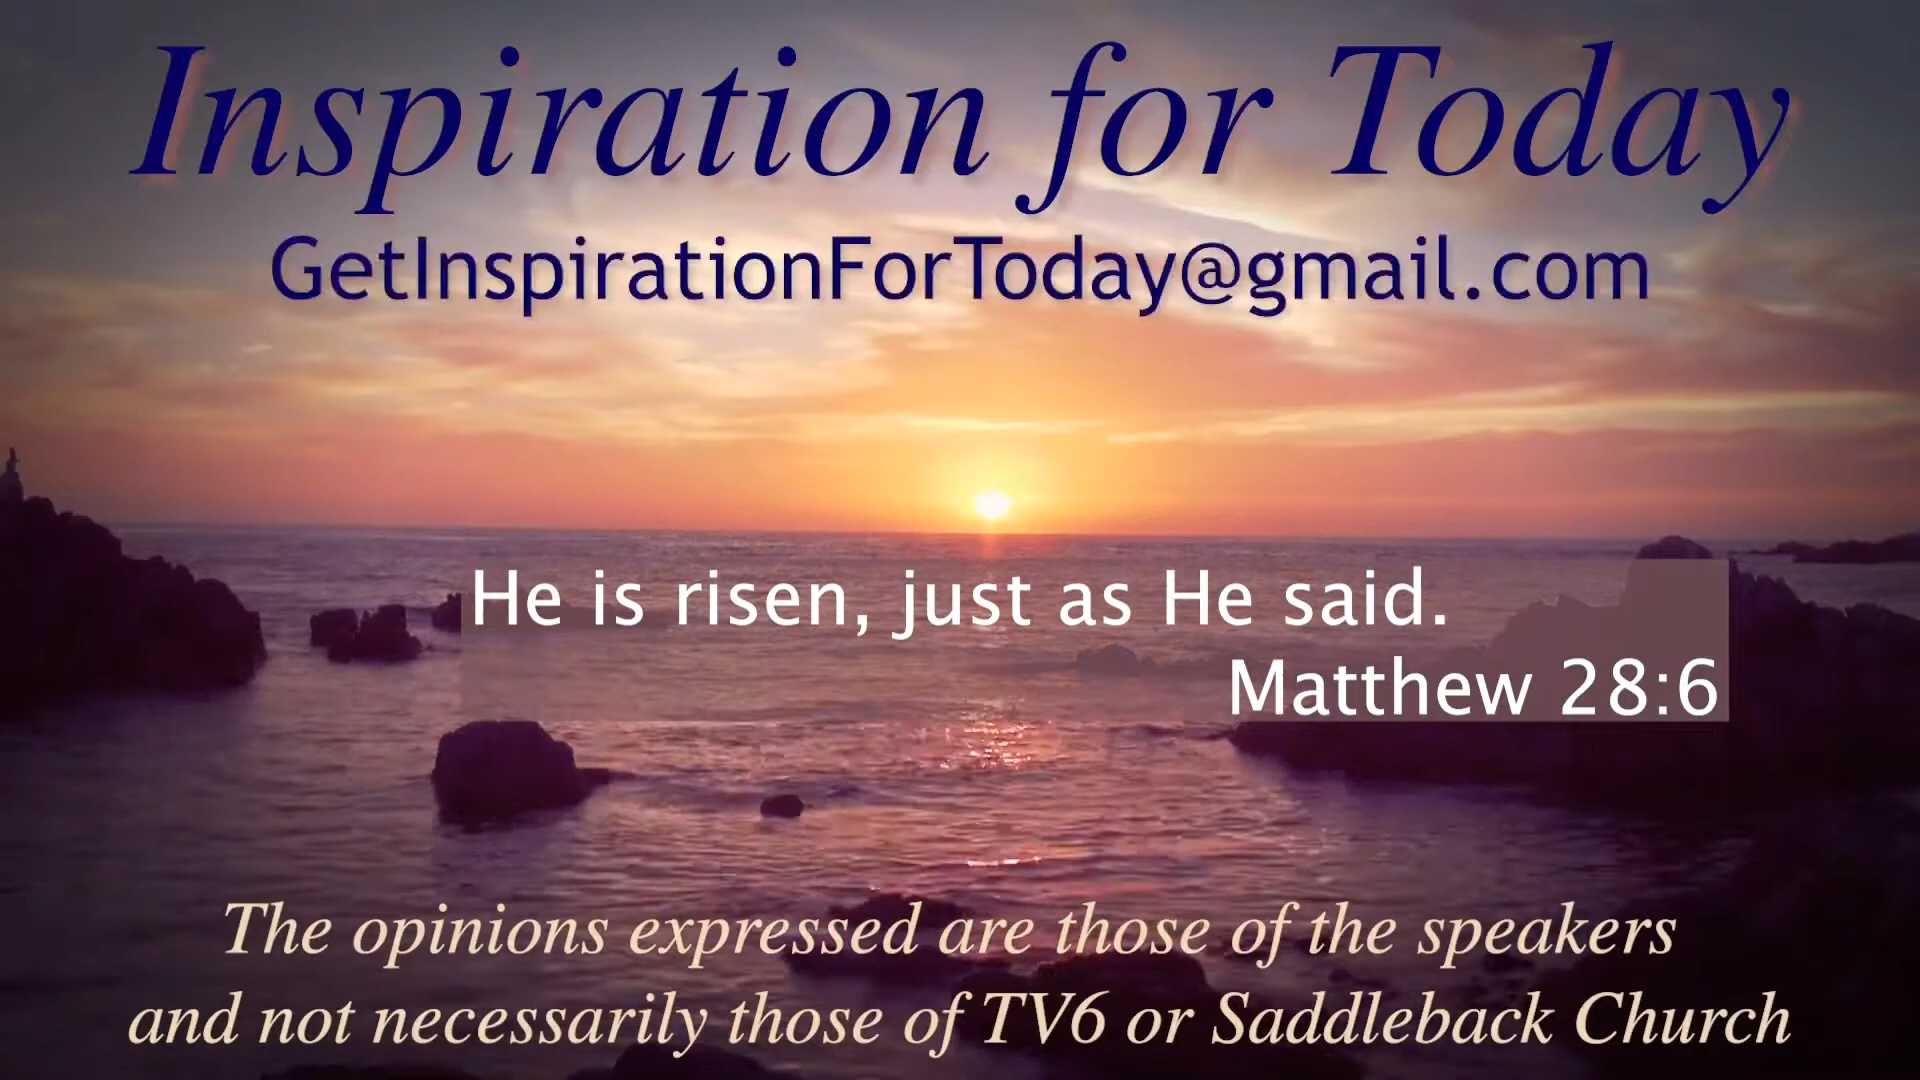 Inspiration for Today
GetInspirationForToday@gmail.com
He is risen, just as He said.
Matthew 28:6
The opinions expressed are those of the speakers
and not necessarily those of TV6 or Saddleback Church